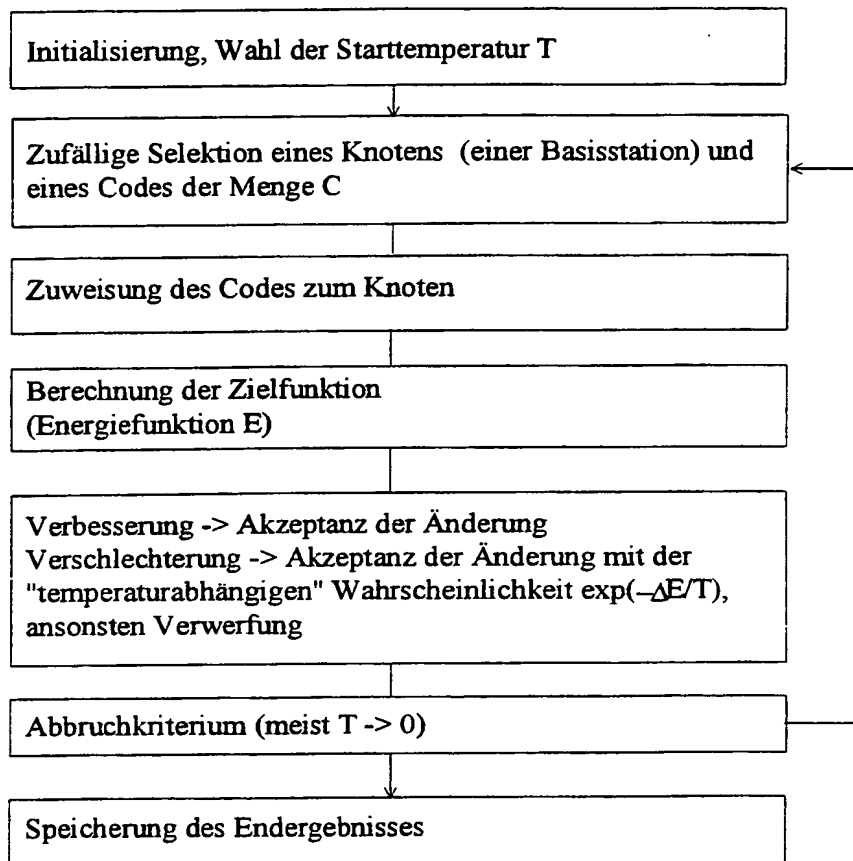 Initialisierung, Wahl der Starttemperatur T
Zufällige Selektion eines Knotens (einer Basisstation) und
eines Codes der Menge C
Zuweisung des Codes zum Knoten
Berechnung der Zielfunktion
(Energiefunktion E)
Verbesserung -> Akzeptanz der Änderung
Verschlechterung -> Akzeptanz der Änderung mit der
"temperaturabhängigen" Wahrscheinlichkeit exp(–ΔE/T),
ansonsten Verwerfung
Abbruchkriterium (meist T -> 0)
Speicherung des Endergebnisses